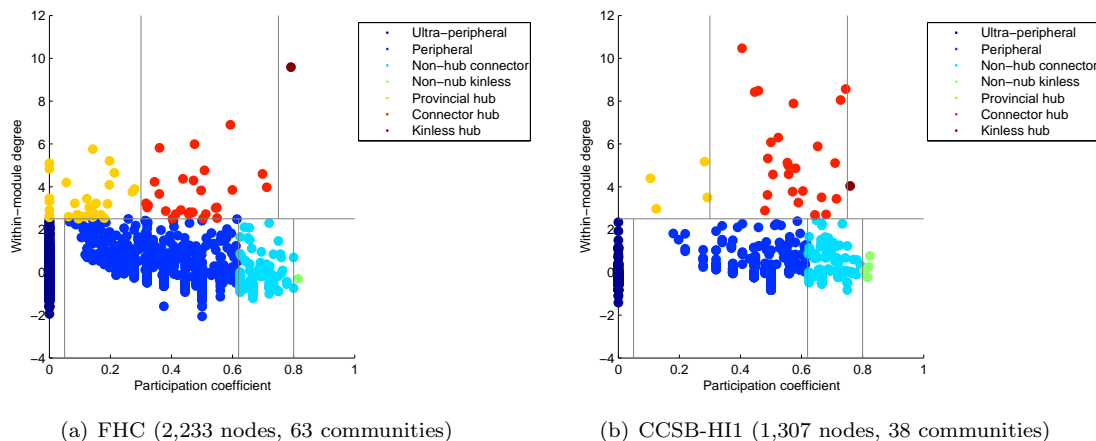 12
10
8
6
4
2
0
−2
−4
Within−module degree
0
0.2
0.4
0.6
0.8
1
Participation coefficient
Ultra−peripheral
Peripheral
Non−hub connector
Non−nub kinless
Provincial hub
Connector hub
Kinless hub
(a) FHC (2,233 nodes, 63 communities)
12
10
8
6
4
2
0
−2
−4
Within−module degree
0
0.2
0.4
0.6
0.8
1
Participation coefficient
Ultra−peripheral
Peripheral
Non−hub connector
Non−nub kinless
Provincial hub
Connector hub
Kinless hub
(b) CCSB-HI1 (1,307 nodes, 38 communities)